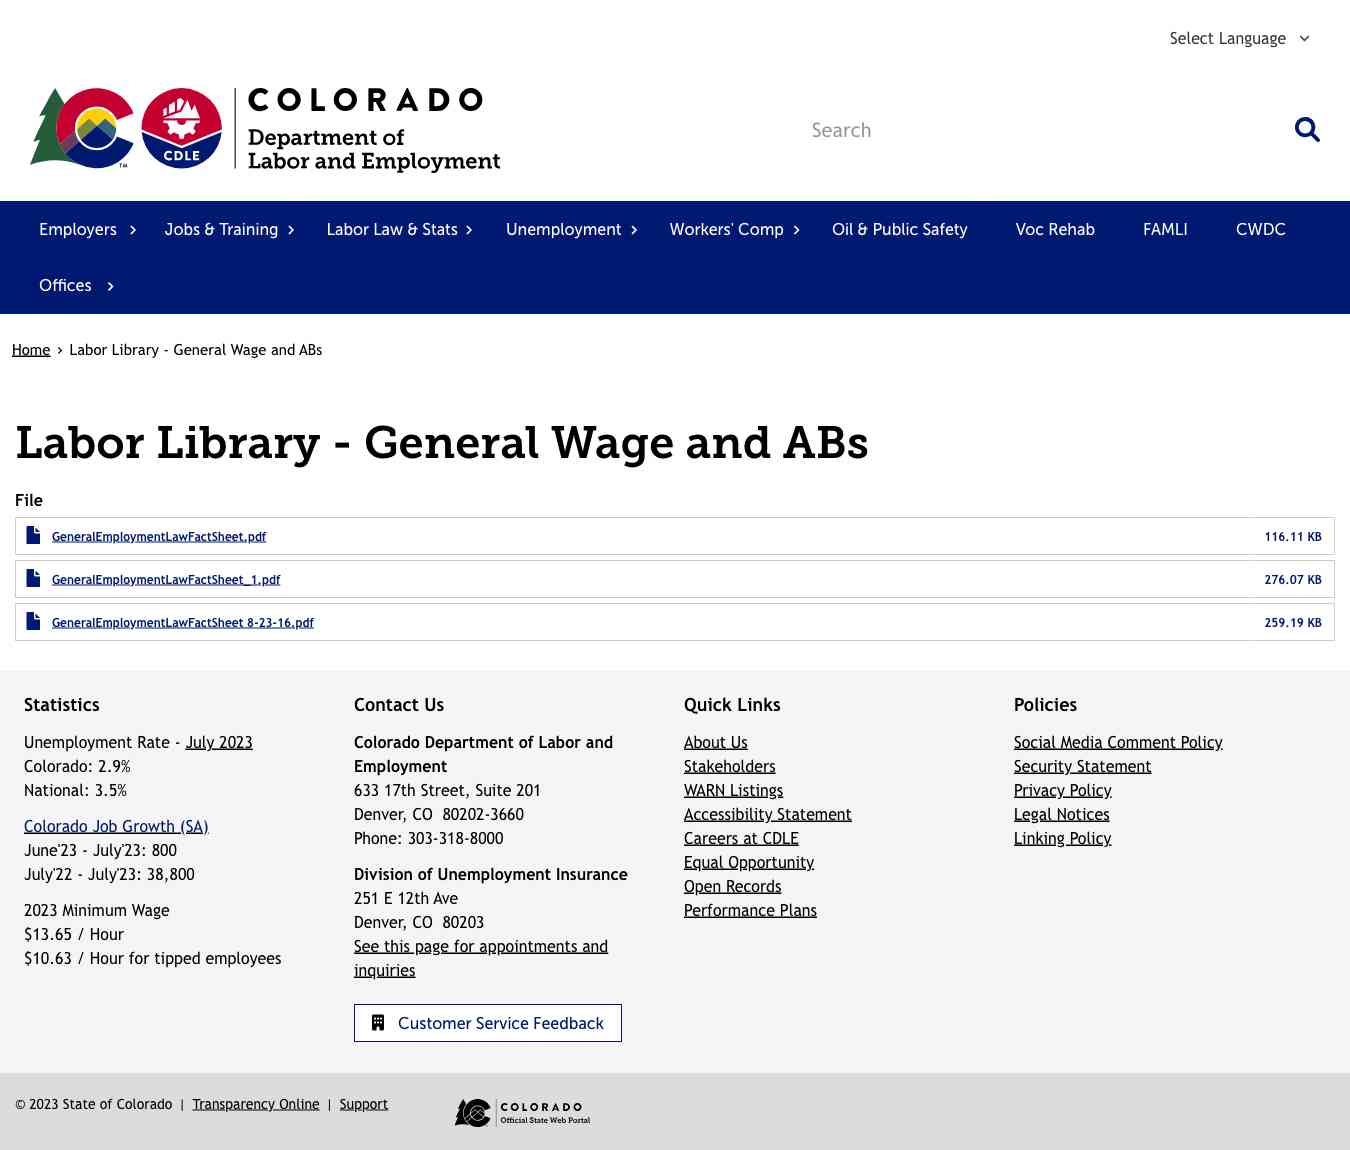 Select Language
COLORADO
Department of
Labor and Employment
CDLE
TM
Search
Employers
Jobs & Training
Labor Law & Stats
Unemployment
Workers' Comp
Oil & Public Safety
Voc Rehab
FAMLI
CWDC
Offices
Home › Labor Library - General Wage and ABs
Labor Library - General Wage and ABs
File
GeneralEmploymentLawFactSheet.pdf 116.11 KB
GeneralEmploymentLawFactSheet_1.pdf 276.07 KB
GeneralEmploymentLawFactSheet 8-23-16.pdf 259.19 KB
Statistics
Unemployment Rate - July 2023
Colorado: 2.9%
National: 3.5%
Colorado Job Growth (SA)
June'23 - July'23: 800
July'22 - July'23: 38,800
2023 Minimum Wage
$13.65 / Hour
$10.63 / Hour for tipped employees
Contact Us
Colorado Department of Labor and
Employment
633 17th Street, Suite 201
Denver, CO  80202-3660
Phone: 303-318-8000
Division of Unemployment Insurance
251 E 12th Ave
Denver, CO  80203
See this page for appointments and
inquiries
Customer Service Feedback
Quick Links
About Us
Stakeholders
WARN Listings
Accessibility Statement
Careers at CDLE
Equal Opportunity
Open Records
Performance Plans
Policies
Social Media Comment Policy
Security Statement
Privacy Policy
Legal Notices
Linking Policy
© 2023 State of Colorado | Transparency Online | Support
COLORADO
Official State Web Portal